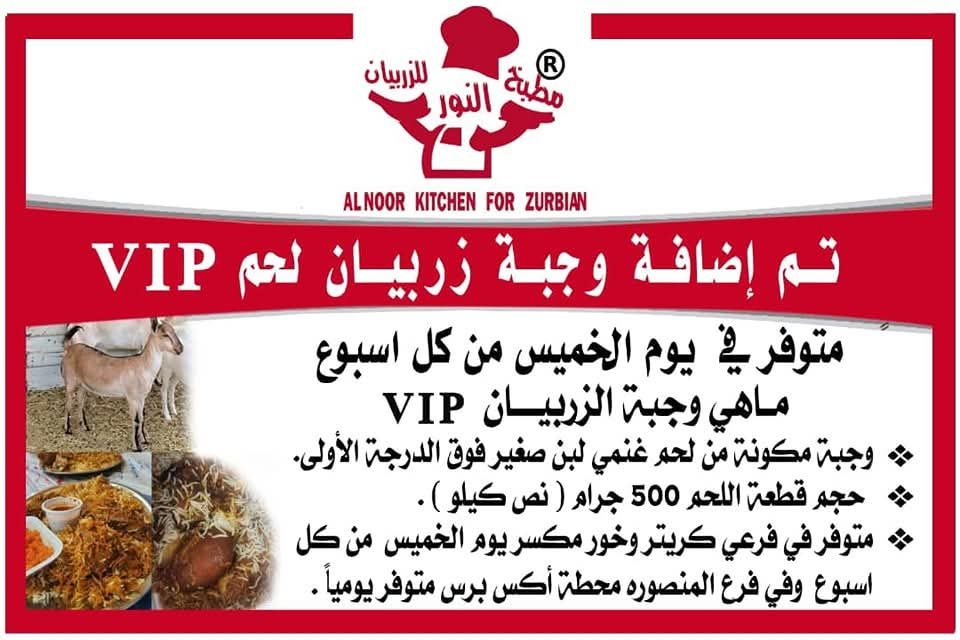 مطبخ النور للزربيان ®
AL NOOR KITCHEN FOR ZURBIAN
تم إضافة وجبة زربيان لحم VIP
متوفر في يوم الخميس من كل اسبوع
ماهي وجبة الزربيان VIP
❖ وجبة مكونة من لحم غنمي لبن صغير فوق الدرجة الأولى.
❖ حجم قطعة اللحم 500 جرام ( نص كيلو ) .
❖ متوفر في فرعي كريتر وخور مكسر يوم الخميس من كل
اسبوع وفي فرع المنصوره محطة أكس برس متوفر يومياً .